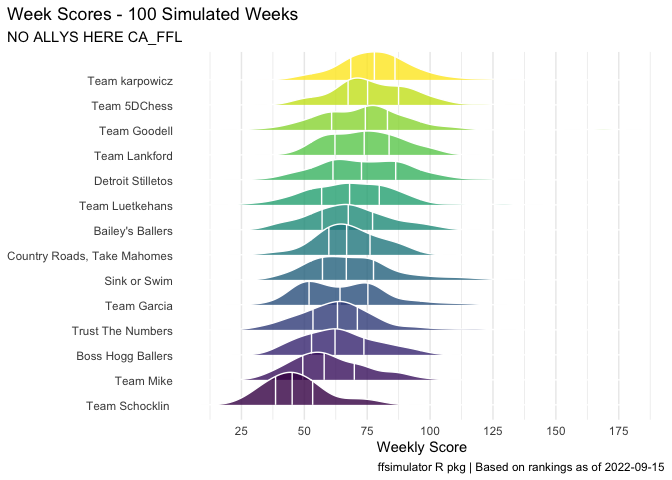 Week Scores - 100 Simulated Weeks
NO ALLYS HERE CA_FFL
Team karpowicz
Team 5DChess
Team Goodell
Team Lankford
Detroit Stilletos
Team Luetkehans
Bailey's Ballers
Country Roads, Take Mahomes
Sink or Swim
Team Garcia
Trust The Numbers
Boss Hogg Ballers
Team Mike
Team Schocklin
25 50 75 100 125 150 175
Weekly Score
ffsimulator R pkg | Based on rankings as of 2022-09-15